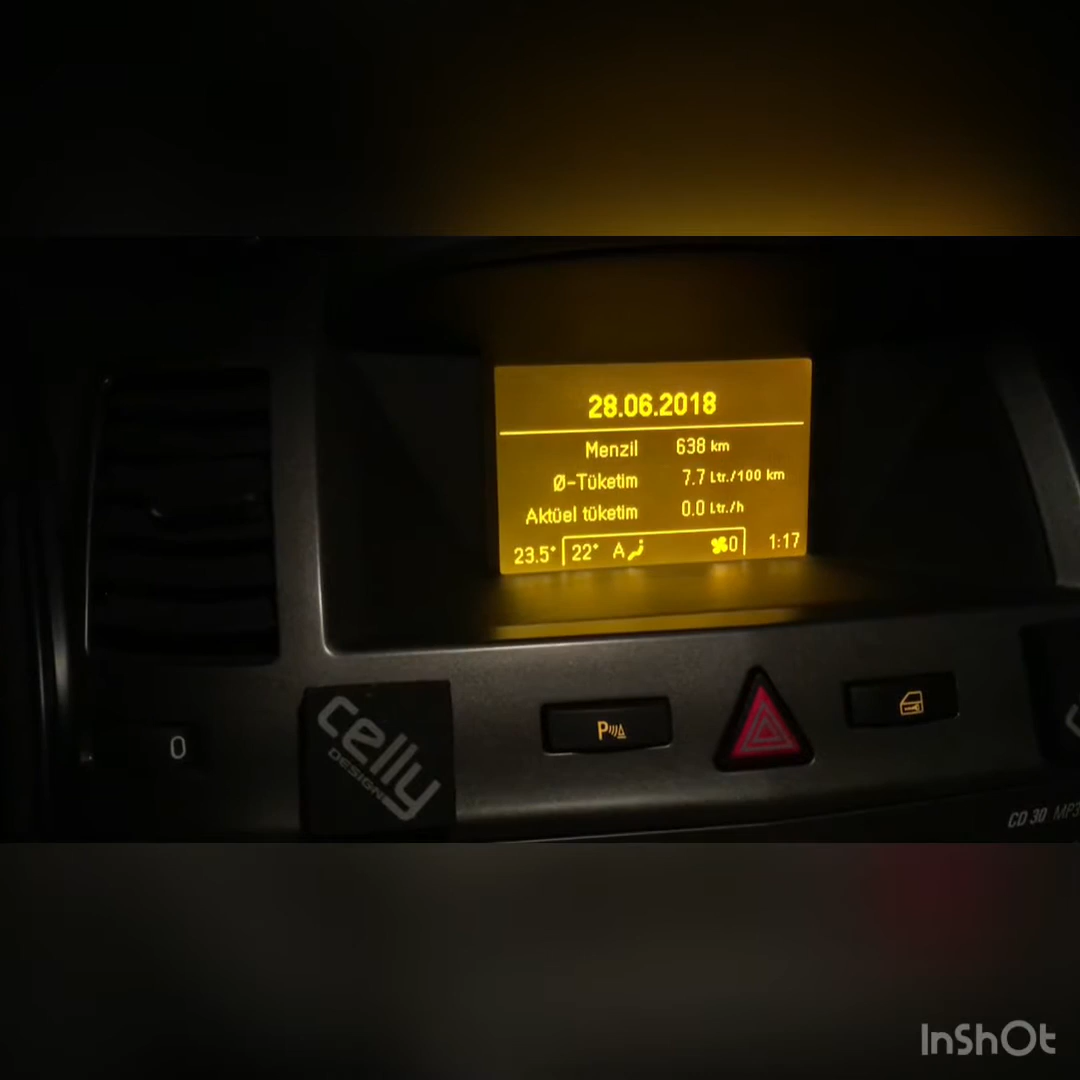 28.06.2018
Menzil 638 km
Ø-Tüketim 7.7 Ltr./100 km
Aktüel tüketim 0.0 Ltr./h
23.5° 22° A 0 1:17
0
celly
DESIGN
P
CD 30 MP3
InShOt